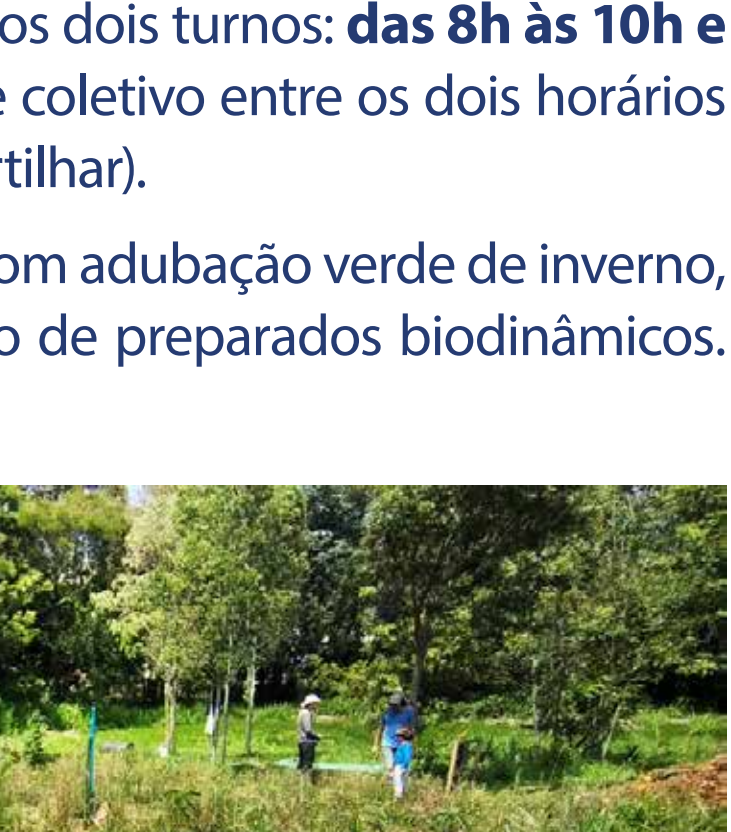 os dois turnos: das 8h às 10h e
coletivo entre os dois horários
rtilhar).
om adubação verde de inverno,
o de preparados biodinâmicos.